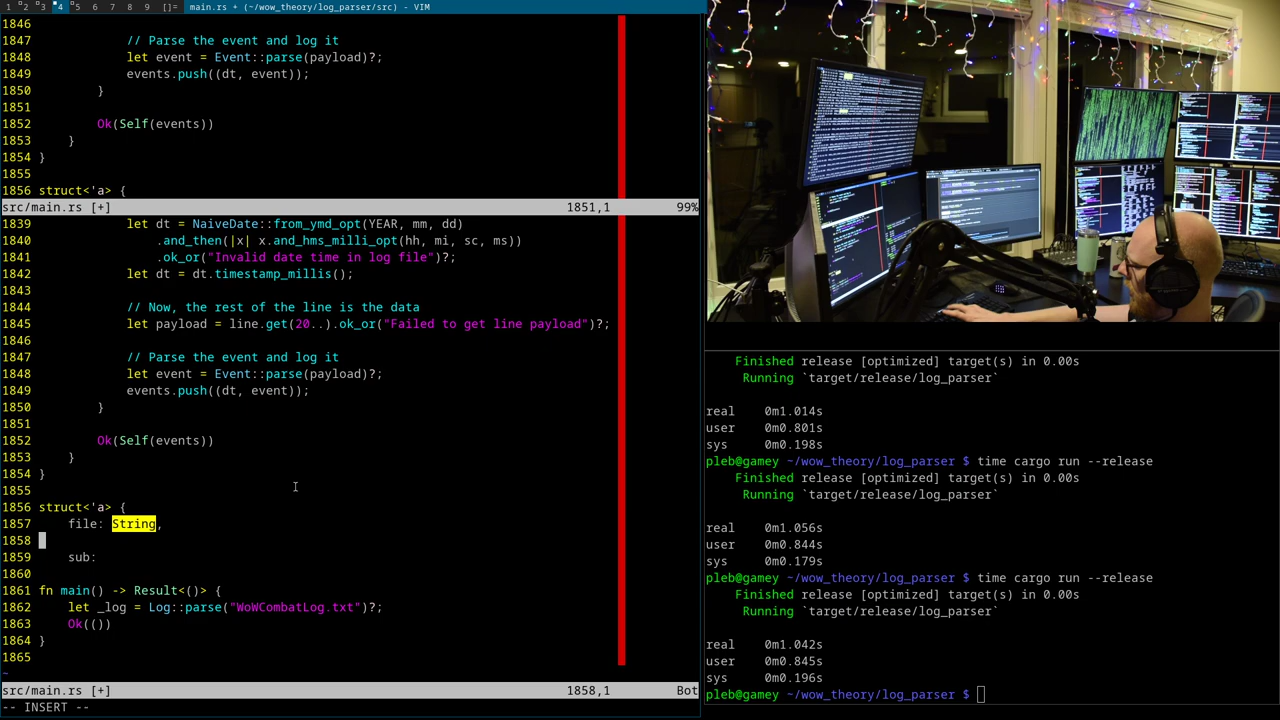 1 2 3 4 5 6 7 8 9 []= main.rs + (~/wow_theory/log_parser/src) - VIM
1846
1847             // Parse the event and log it
1848             let event = Event::parse(payload)?;
1849             events.push((dt, event));
1850         }
1851
1852         Ok(Self(events))
1853     }
1854 }
1855
1856 struct<'a> {
src/main.rs [+] 1851,1 99%
1839             let dt = NaiveDate::from_ymd_opt(YEAR, mm, dd)
1840                 .and_then(|x| x.and_hms_milli_opt(hh, mi, sc, ms))
1841                 .ok_or("Invalid date time in log file")?;
1842             let dt = dt.timestamp_millis();
1843
1844             // Now, the rest of the line is the data
1845             let payload = line.get(20..).ok_or("Failed to get line payload")?;
1846
1847             // Parse the event and log it
1848             let event = Event::parse(payload)?;
1849             events.push((dt, event));
1850         }
1851
1852         Ok(Self(events))
1853     }
1854 }
1855
1856 struct<'a> {
1857     file: String,
1858
1859     sub:
1860
1861 fn main() -> Result<()> {
1862     let _log = Log::parse("WoWCombatLog.txt")?;
1863     Ok(())
1864 }
1865
~
src/main.rs [+] 1858,1 Bot
-- INSERT --
Finished release [optimized] target(s) in 0.00s
Running `target/release/log_parser`
real    0m1.014s
user    0m0.801s
sys     0m0.198s
pleb@gamey ~/wow_theory/log_parser $ time cargo run --release
Finished release [optimized] target(s) in 0.00s
Running `target/release/log_parser`
real    0m1.056s
user    0m0.844s
sys     0m0.179s
pleb@gamey ~/wow_theory/log_parser $ time cargo run --release
Finished release [optimized] target(s) in 0.00s
Running `target/release/log_parser`
real    0m1.042s
user    0m0.845s
sys     0m0.196s
pleb@gamey ~/wow_theory/log_parser $